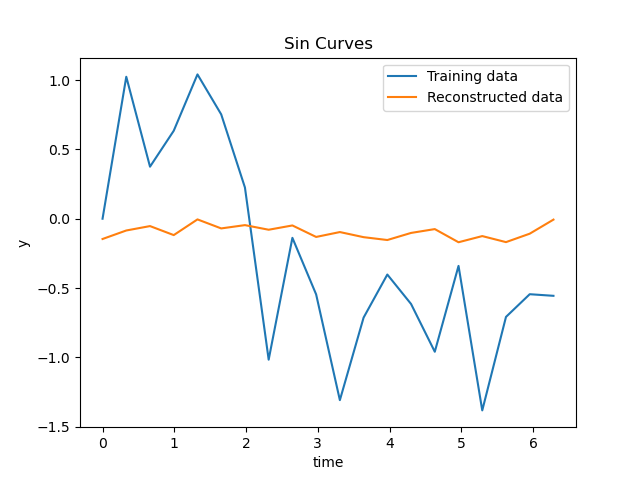 Sin Curves
Training data
Reconstructed data
1.0
0.5
0.0
−0.5
−1.0
−1.5
y
0 1 2 3 4 5 6
time